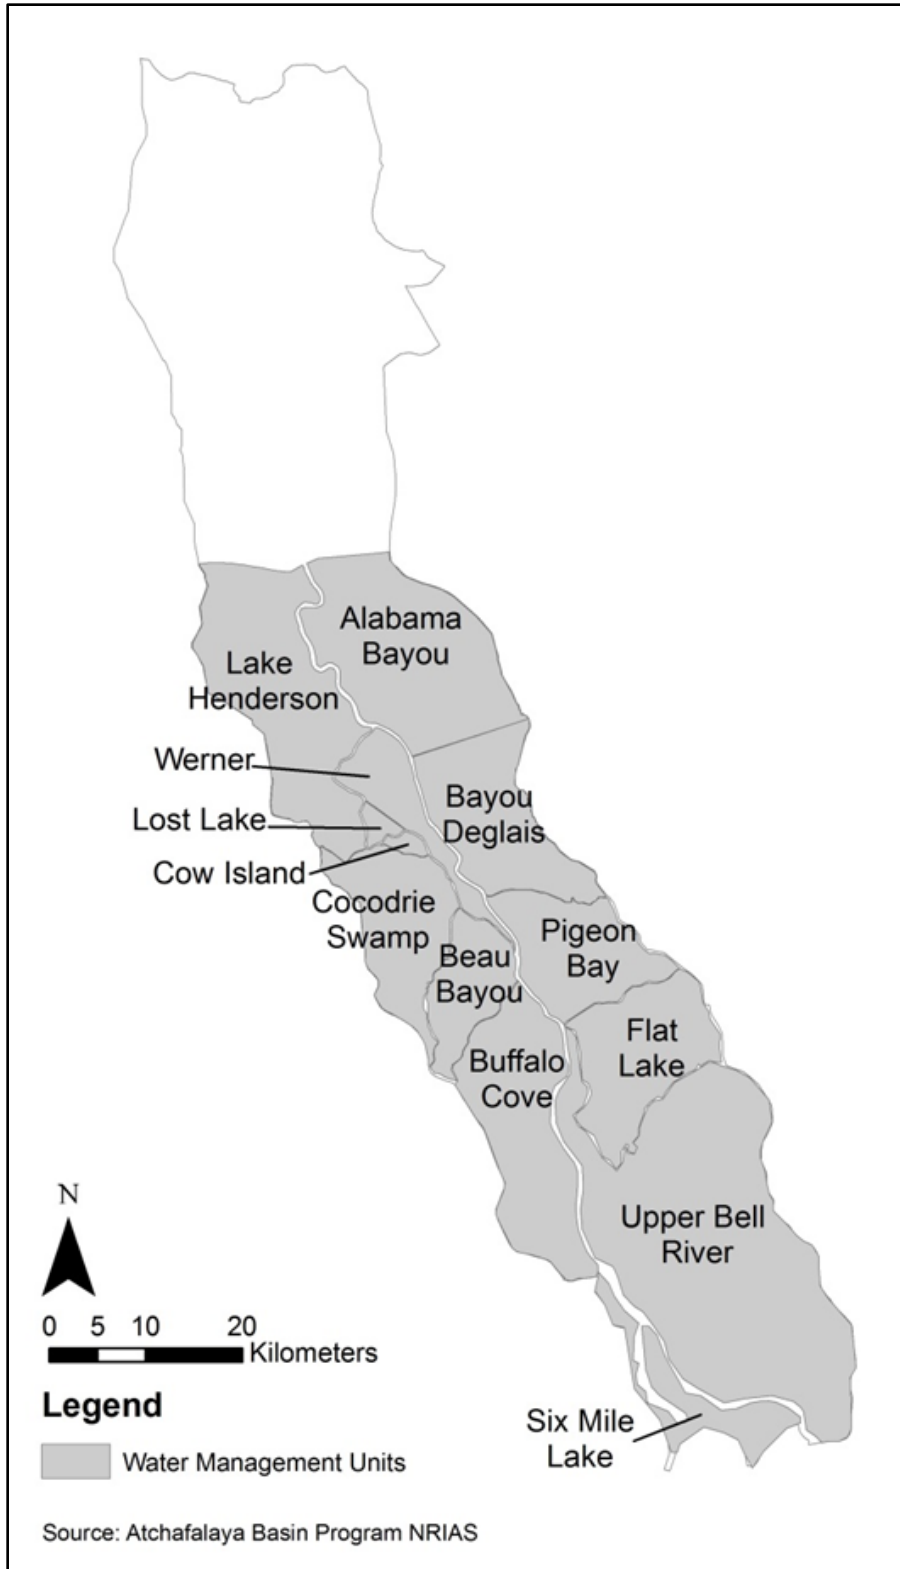 Alabama
Bayou
Lake
Henderson
Werner
Bayou
Deglais
Lost Lake
Cow Island
Cocodrie
Swamp
Pigeon
Bay
Beau
Bayou
Flat
Lake
Buffalo
Cove
N
Upper Bell
River
0 5 10 20
Kilometers
Legend
Six Mile
Lake
Water Management Units
Source: Atchafalaya Basin Program NRIAS